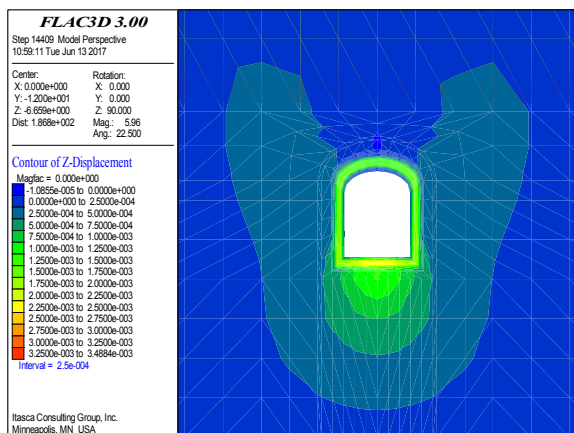 FLAC3D 3.00
Step 14409 Model Perspective
10:59:11 Tue Jun 13 2017
Center: Rotation:
X: 0.000e+000 X: 0.000
Y: -1.200e+001 Y: 0.000
Z: -6.659e+000 Z: 90.000
Dist: 1.868e+002 Mag.: 5.96
Ang.: 22.500
Contour of Z-Displacement
Magfac = 0.000e+000
-1.0855e-005 to 0.0000e+000
0.0000e+000 to 2.5000e-004
2.5000e-004 to 5.0000e-004
5.0000e-004 to 7.5000e-004
7.5000e-004 to 1.0000e-003
1.0000e-003 to 1.2500e-003
1.2500e-003 to 1.5000e-003
1.5000e-003 to 1.7500e-003
1.7500e-003 to 2.0000e-003
2.0000e-003 to 2.2500e-003
2.2500e-003 to 2.5000e-003
2.5000e-003 to 2.7500e-003
2.7500e-003 to 3.0000e-003
3.0000e-003 to 3.2500e-003
3.2500e-003 to 3.4884e-003
Interval = 2.5e-004
Itasca Consulting Group, Inc.
Minneapolis, MN USA